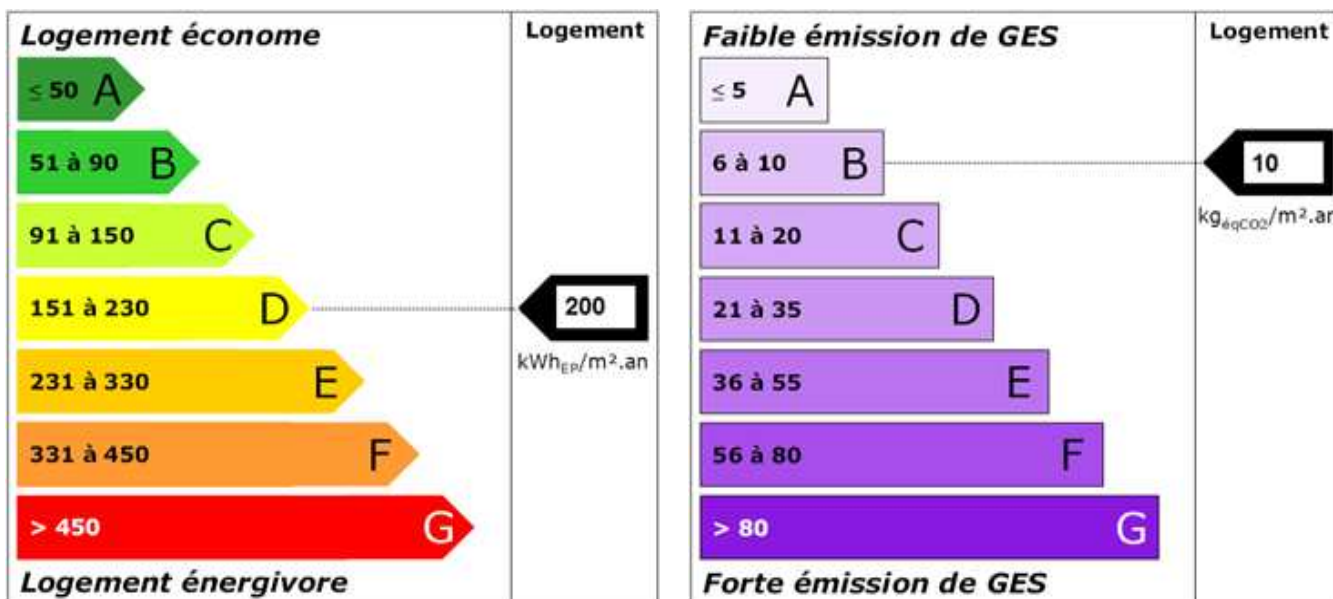 Logement économe
Logement
≤ 50 A
51 à 90 B
91 à 150 C
151 à 230 D
200
231 à 330 E
kWhEP/m².an
331 à 450 F
> 450 G
Logement énergivore
Faible émission de GES
Logement
≤ 5 A
6 à 10 B
10
kgéqCO2/m².an
11 à 20 C
21 à 35 D
36 à 55 E
56 à 80 F
> 80 G
Forte émission de GES